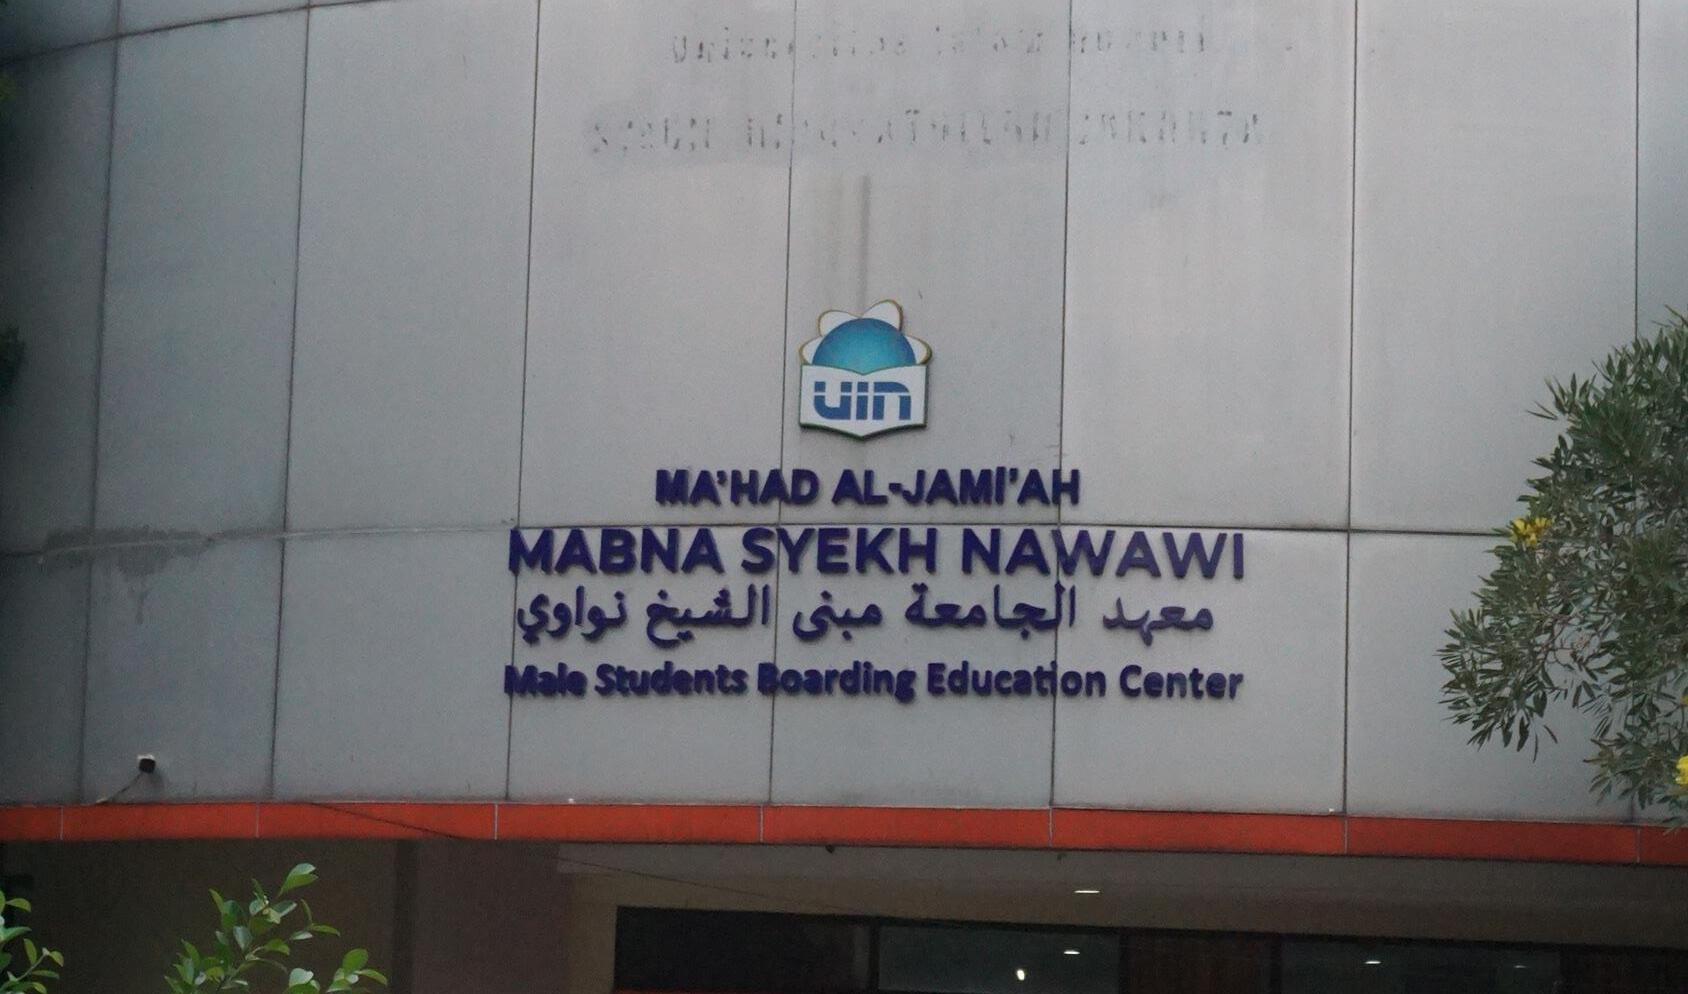 uin
MA'HAD AL-JAMI'AH
MABNA SYEKH NAWAWI
معهد الجامعة مبنى الشيخ نواوي
Male Students Boarding Education Center